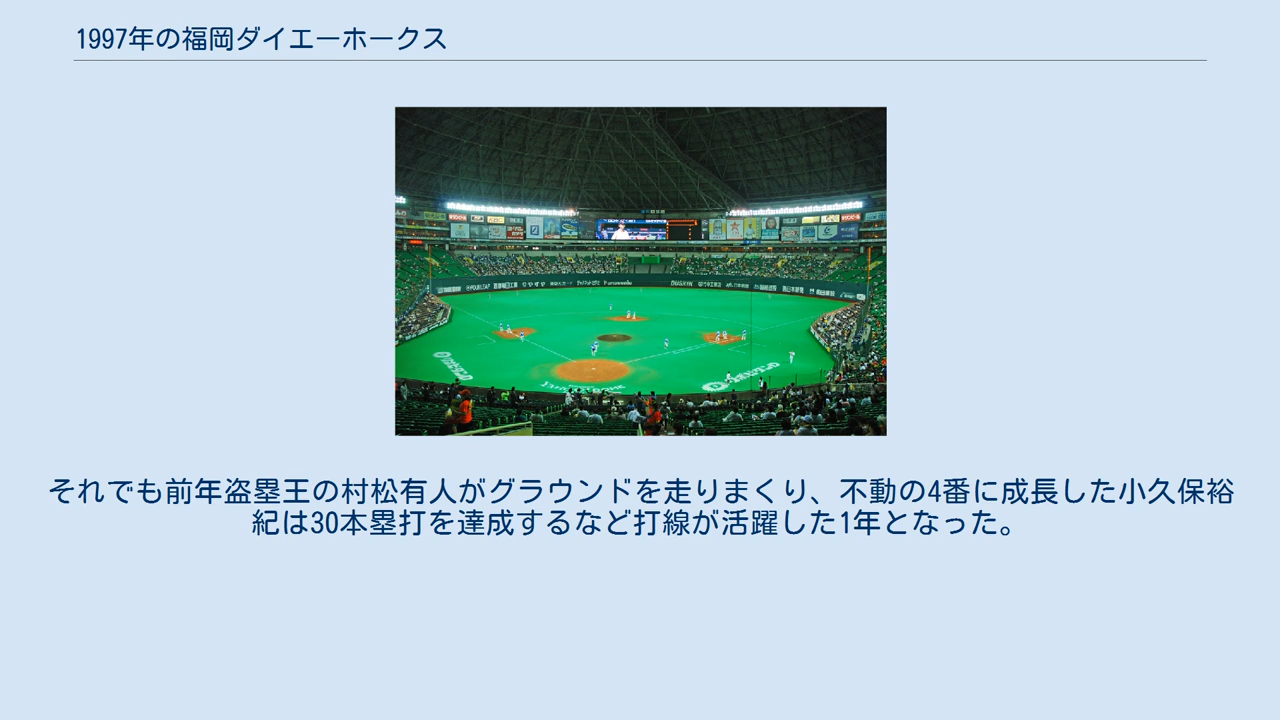 1997年の福岡ダイエーホークス
それでも前年盗塁王の村松有人がグラウンドを走りまくり、不動の4番に成長した小久保裕
紀は30本塁打を達成するなど打線が活躍した1年となった。